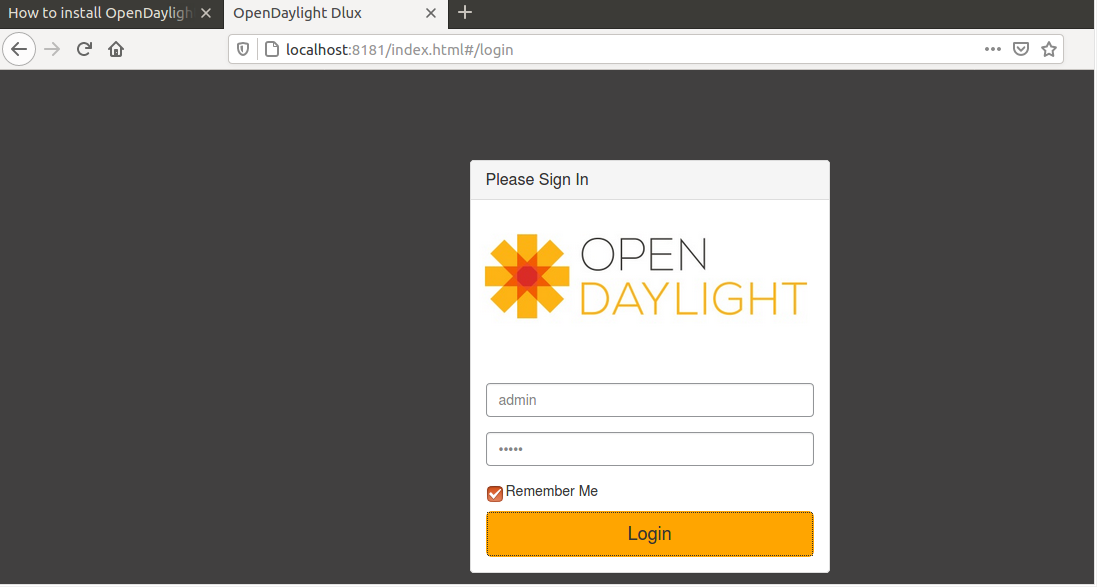 How to install OpenDayligh
OpenDaylight Dlux
localhost:8181/index.html#/login
Please Sign In
OPEN
DAYLIGHT
admin
•••••
Remember Me
Login